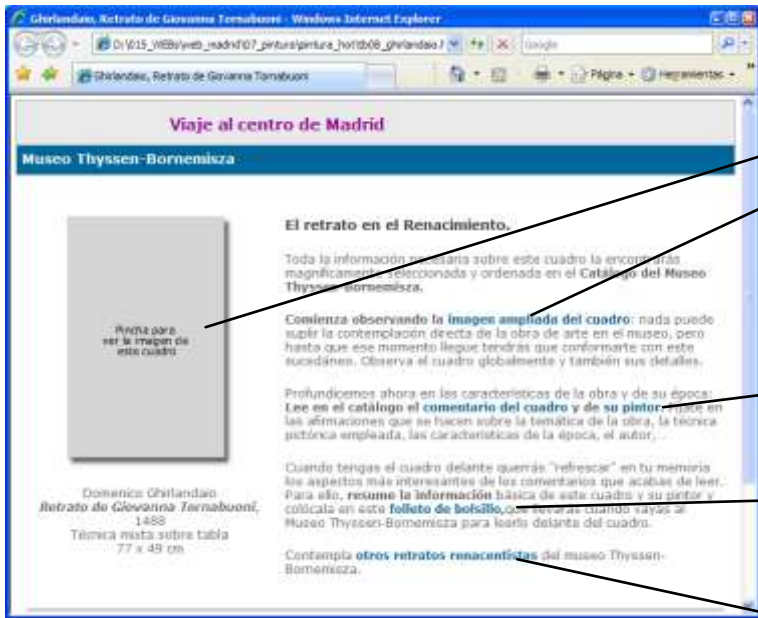 Ghirlandaio, Retrato de Giovanna Tornabuoni - Windows Internet Explorer
Google
Ghirlandaio, Retrato de Giovanna Tornabuoni
Página
Herramientas
Viaje al centro de Madrid
Museo Thyssen-Bornemisza
Pincha para
ver la imagen de
este cuadro
Domenico Ghirlandaio
Retrato de Giovanna Tornabuoni,
1488
Técnica mixta sobre tabla
77 x 49 cm
El retrato en el Renacimiento.
Toda la información necesaria sobre este cuadro la encontrarás
magníficamente seleccionada y ordenada en el Catálogo del Museo
Thyssen-Bornemisza.
Comienza observando la imagen ampliada del cuadro: nada puede
suplir la contemplación directa de la obra de arte en el museo, pero
hasta que ese momento llegue tendrás que conformarte con este
sucedáneo. Observa el cuadro globalmente y también sus detalles.
Profundicemos ahora en las características de la obra y de su época:
Lee en el catálogo el comentario del cuadro y de su pintor. Fíjate en
las afirmaciones que se hacen sobre la temática de la obra, la técnica
pictórica empleada, las características de la época, el autor,
Cuando tengas el cuadro delante querrás "refrescar" en tu memoria
los aspectos más interesantes de los comentarios que acabas de leer.
Para ello, resume la información básica de este cuadro y su pintor y
colócala en este folleto de bolsillo, que llevarás cuando vayas al
Museo Thyssen-Bornemisza para leerlo delante del cuadro.
Contempla otros retratos renacentistas del museo Thyssen-
Bornemisza.